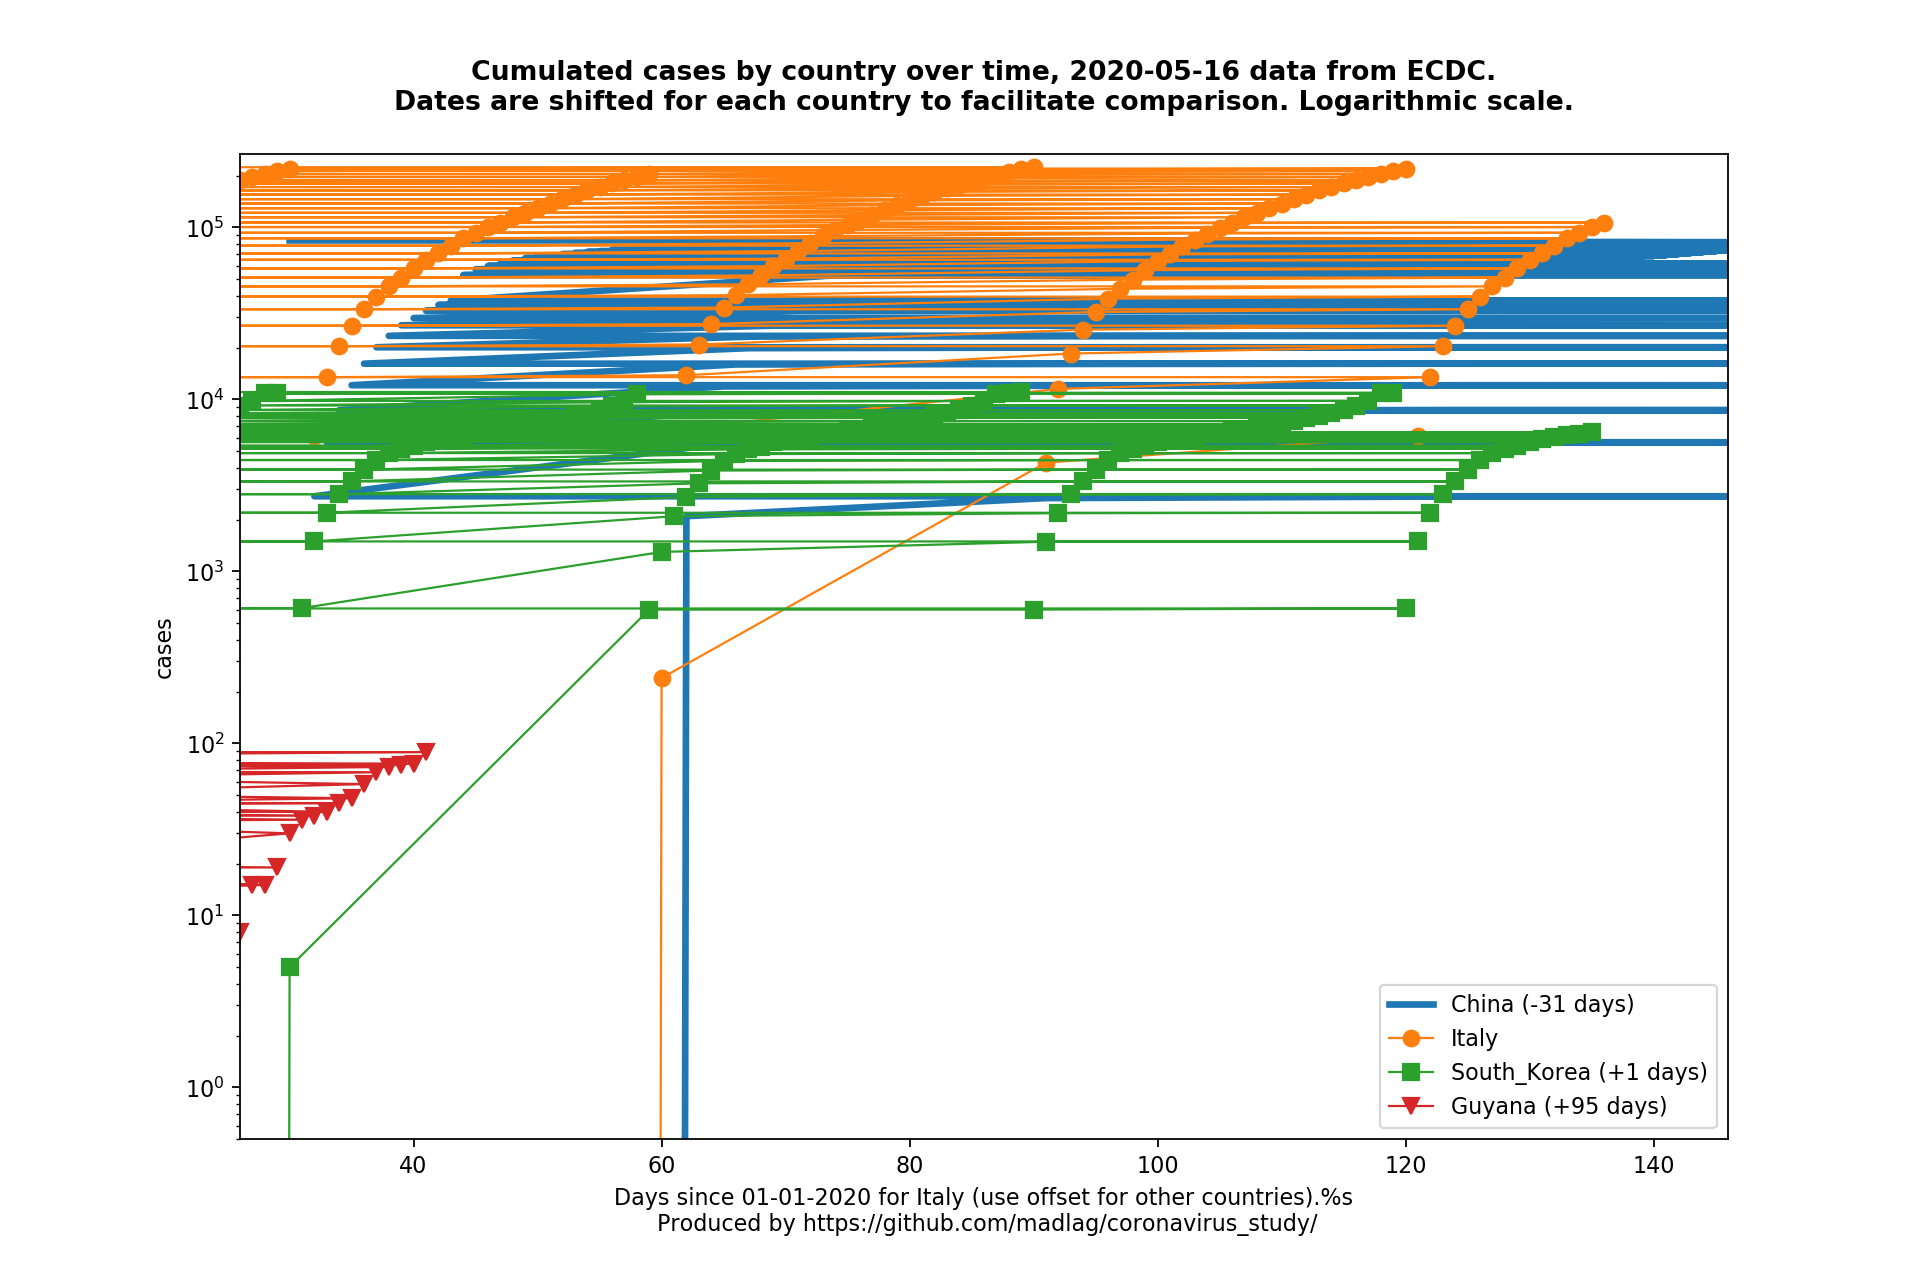 Cumulated cases by country over time, 2020-05-16 data from ECDC.
Dates are shifted for each country to facilitate comparison. Logarithmic scale.
cases
10^5
10^4
10^3
10^2
10^1
10^0
40 60 80 100 120 140
China (-31 days)
Italy
South_Korea (+1 days)
Guyana (+95 days)
Days since 01-01-2020 for Italy (use offset for other countries).%s
Produced by https://github.com/madlag/coronavirus_study/